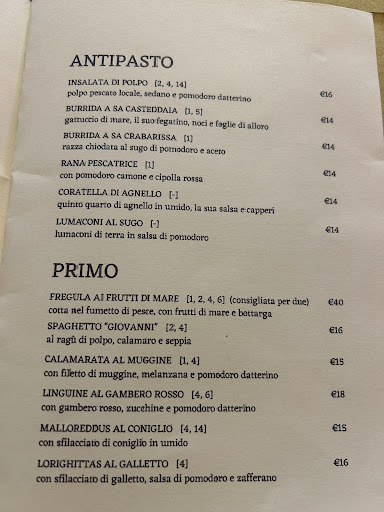 ANTIPASTO
INSALATA DI POLPO [2, 4, 14]
polpo pescato locale, sedano e pomodoro datterino €16
BURRIDA A SA CASTEDDAIA [1, 5]
gattuccio di mare, il suo fegatino, noci e foglie di alloro €14
BURRIDA A SA CRABARISSA [1]
razza chiodata al sugo di pomodoro e aceto €14
RANA PESCATRICE [1]
con pomodoro camone e cipolla rossa €14
CORATELLA DI AGNELLO [-]
quinto quarto di agnello in umido, la sua salsa e capperi €14
LUMACONI AL SUGO [-]
lumaconi di terra in salsa di pomodoro €14
PRIMO
FREGULA AI FRUTTI DI MARE [1, 2, 4, 6] (consigliata per due) €40
cotta nel fumetto di pesce, con frutti di mare e bottarga
SPAGHETTO "GIOVANNI" [2, 4] €16
al ragù di polpo, calamaro e seppia
CALAMARATA AL MUGGINE [1, 4] €15
con filetto di muggine, melanzana e pomodoro datterino
LINGUINE AL GAMBERO ROSSO [4, 6] €18
con gambero rosso, zucchine e pomodoro datterino
MALLOREDDUS AL CONIGLIO [4, 14] €15
con sfilacciato di coniglio in umido
LORIGHITTAS AL GALLETTO [4] €16
con sfilacciato di galletto, salsa di pomodoro e zafferano